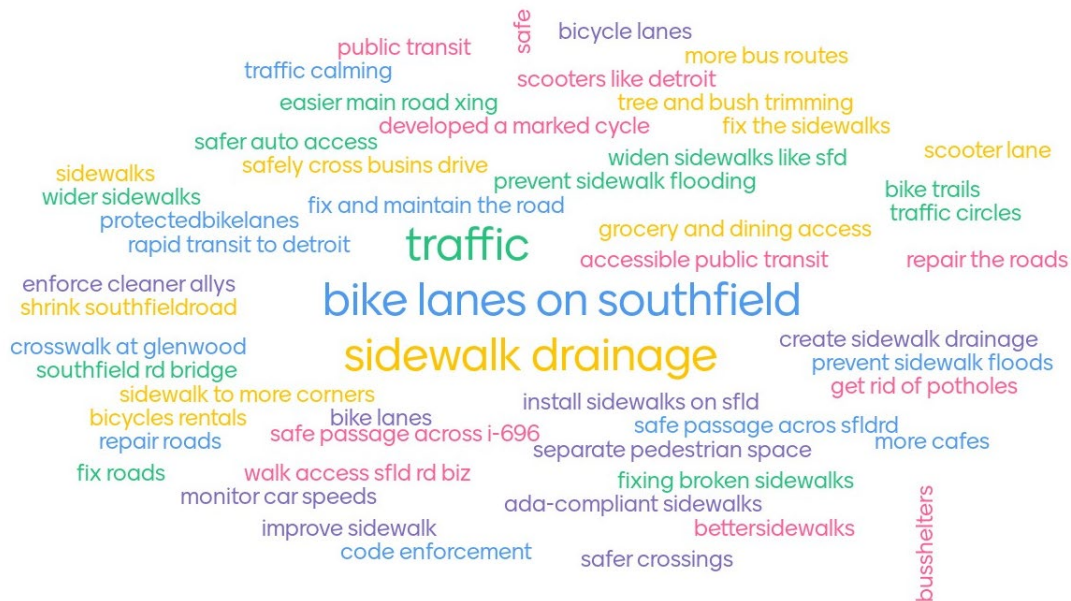 safe
bicycle lanes
public transit
more bus routes
traffic calming
scooters like detroit
easier main road xing
tree and bush trimming
developed a marked cycle
fix the sidewalks
safer auto access
scooter lane
safely cross busins drive
widen sidewalks like sfd
sidewalks
prevent sidewalk flooding
bike trails
wider sidewalks
fix and maintain the road
traffic circles
protectedbikelanes
grocery and dining access
rapid transit to detroit
traffic
accessible public transit
repair the roads
enforce cleaner allys
bike lanes on southfield
shrink southfieldroad
crosswalk at glenwood
sidewalk drainage
create sidewalk drainage
southfield rd bridge
prevent sidewalk floods
get rid of potholes
sidewalk to more corners
install sidewalks on sfld
bicycles rentals
bike lanes
safe passage acros sfldrd
repair roads
safe passage across i-696
more cafes
separate pedestrian space
fix roads
walk access sfld rd biz
fixing broken sidewalks
monitor car speeds
ada-compliant sidewalks
improve sidewalk
bettersidewalks
busshelters
code enforcement
safer crossings